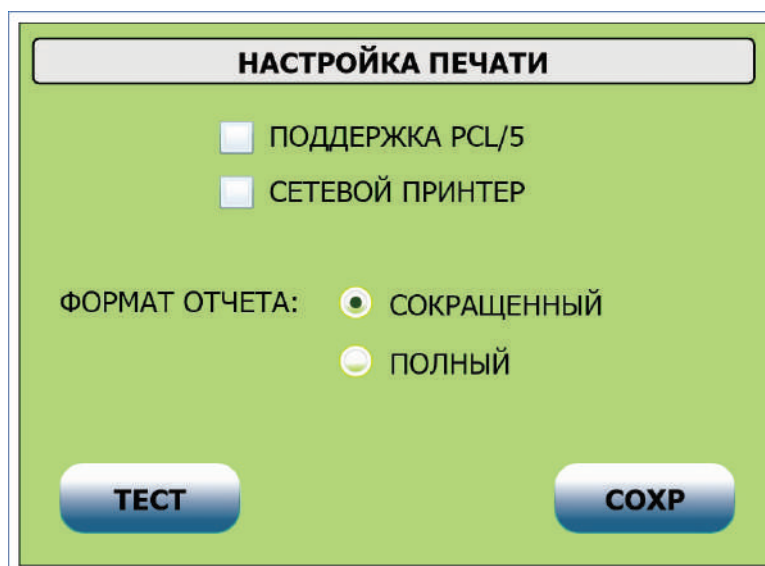 НАСТРОЙКА ПЕЧАТИ
ПОДДЕРЖКА PCL/5
СЕТЕВОЙ ПРИНТЕР
ФОРМАТ ОТЧЕТА: СОКРАЩЕННЫЙ
ПОЛНЫЙ
ТЕСТ СОХР